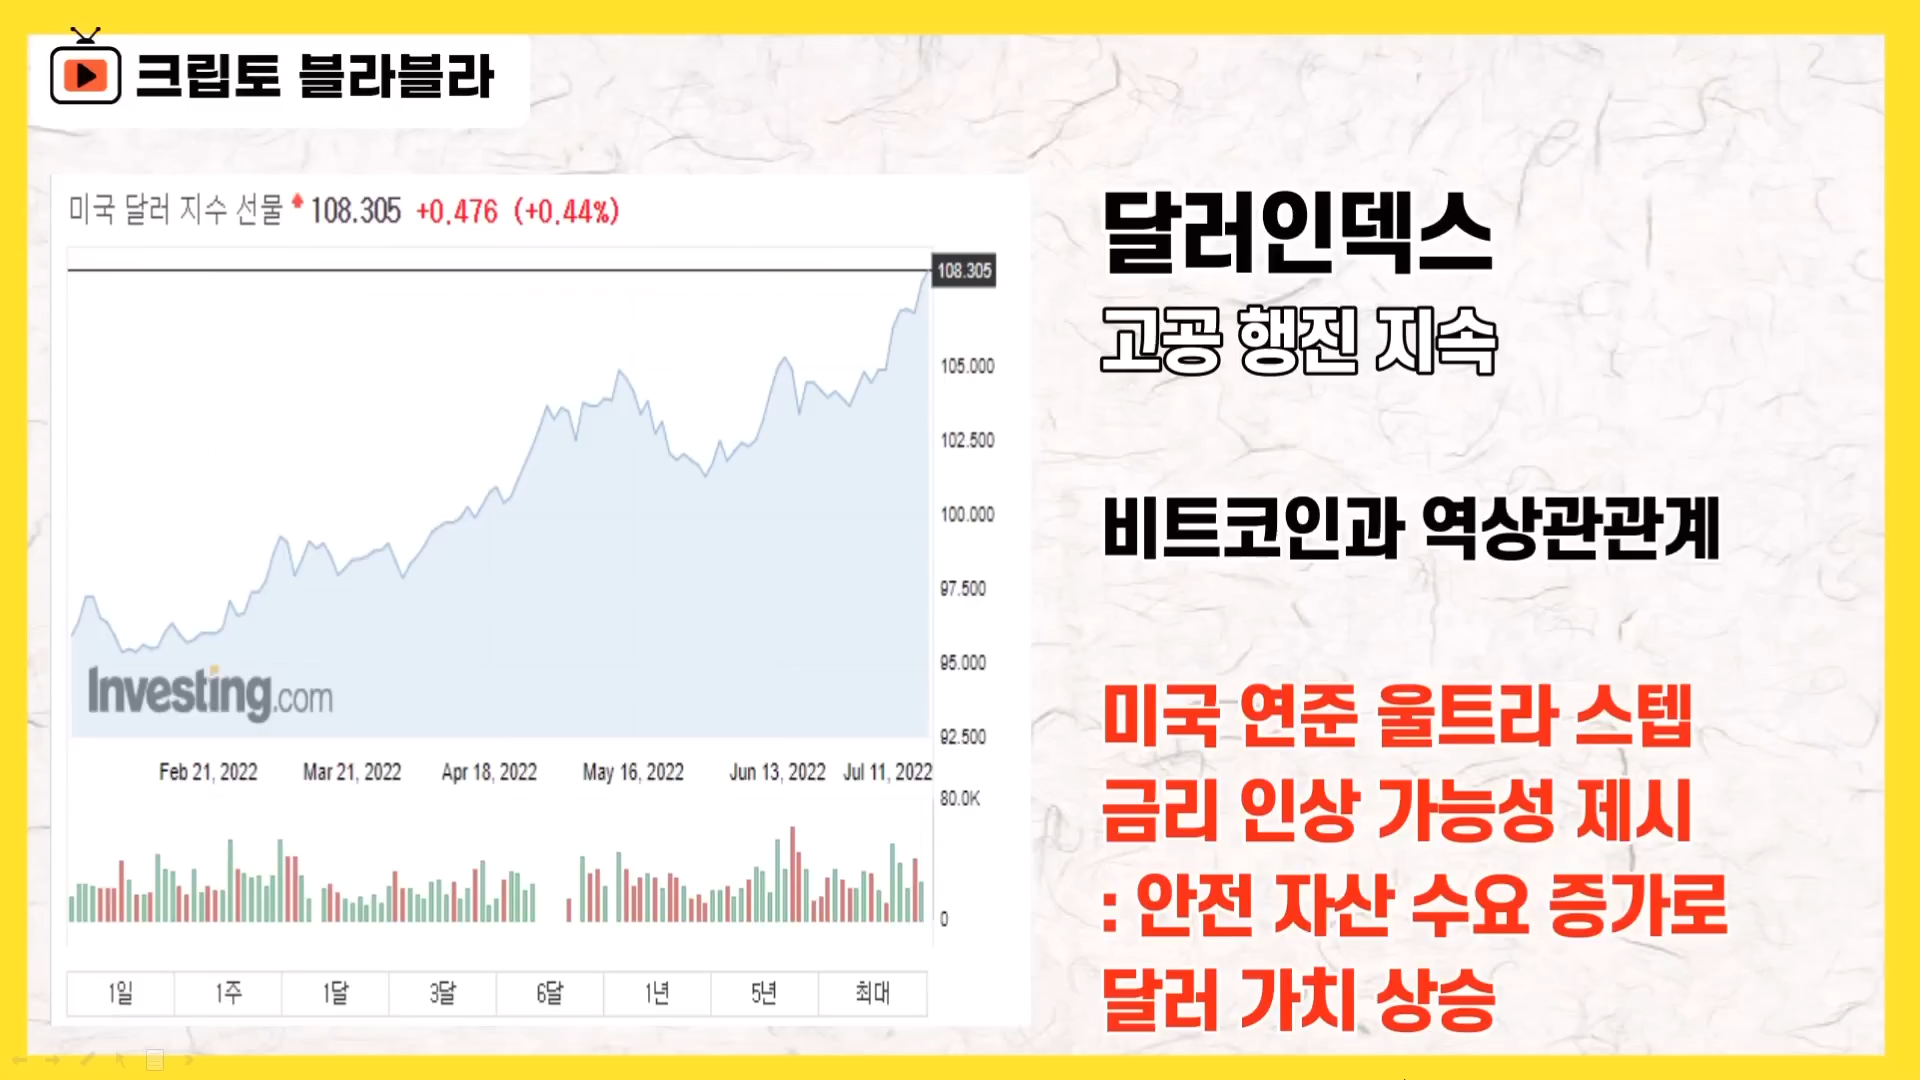 크립토 블라블라
미국 달러 지수 선물 108.305 +0.476 (+0.44%)
108.305
105.000
102.500
100.000
97.500
95.000
92.500
Investing.com
Feb 21, 2022 Mar 21, 2022 Apr 18, 2022 May 16, 2022 Jun 13, 2022 Jul 11, 2022
80.0K
0
1일 1주 1달 3달 6달 1년 5년 최대
달러인덱스
고공 행진 지속
비트코인과 역상관관계
미국 연준 울트라 스텝
금리 인상 가능성 제시
: 안전 자산 수요 증가로
달러 가치 상승